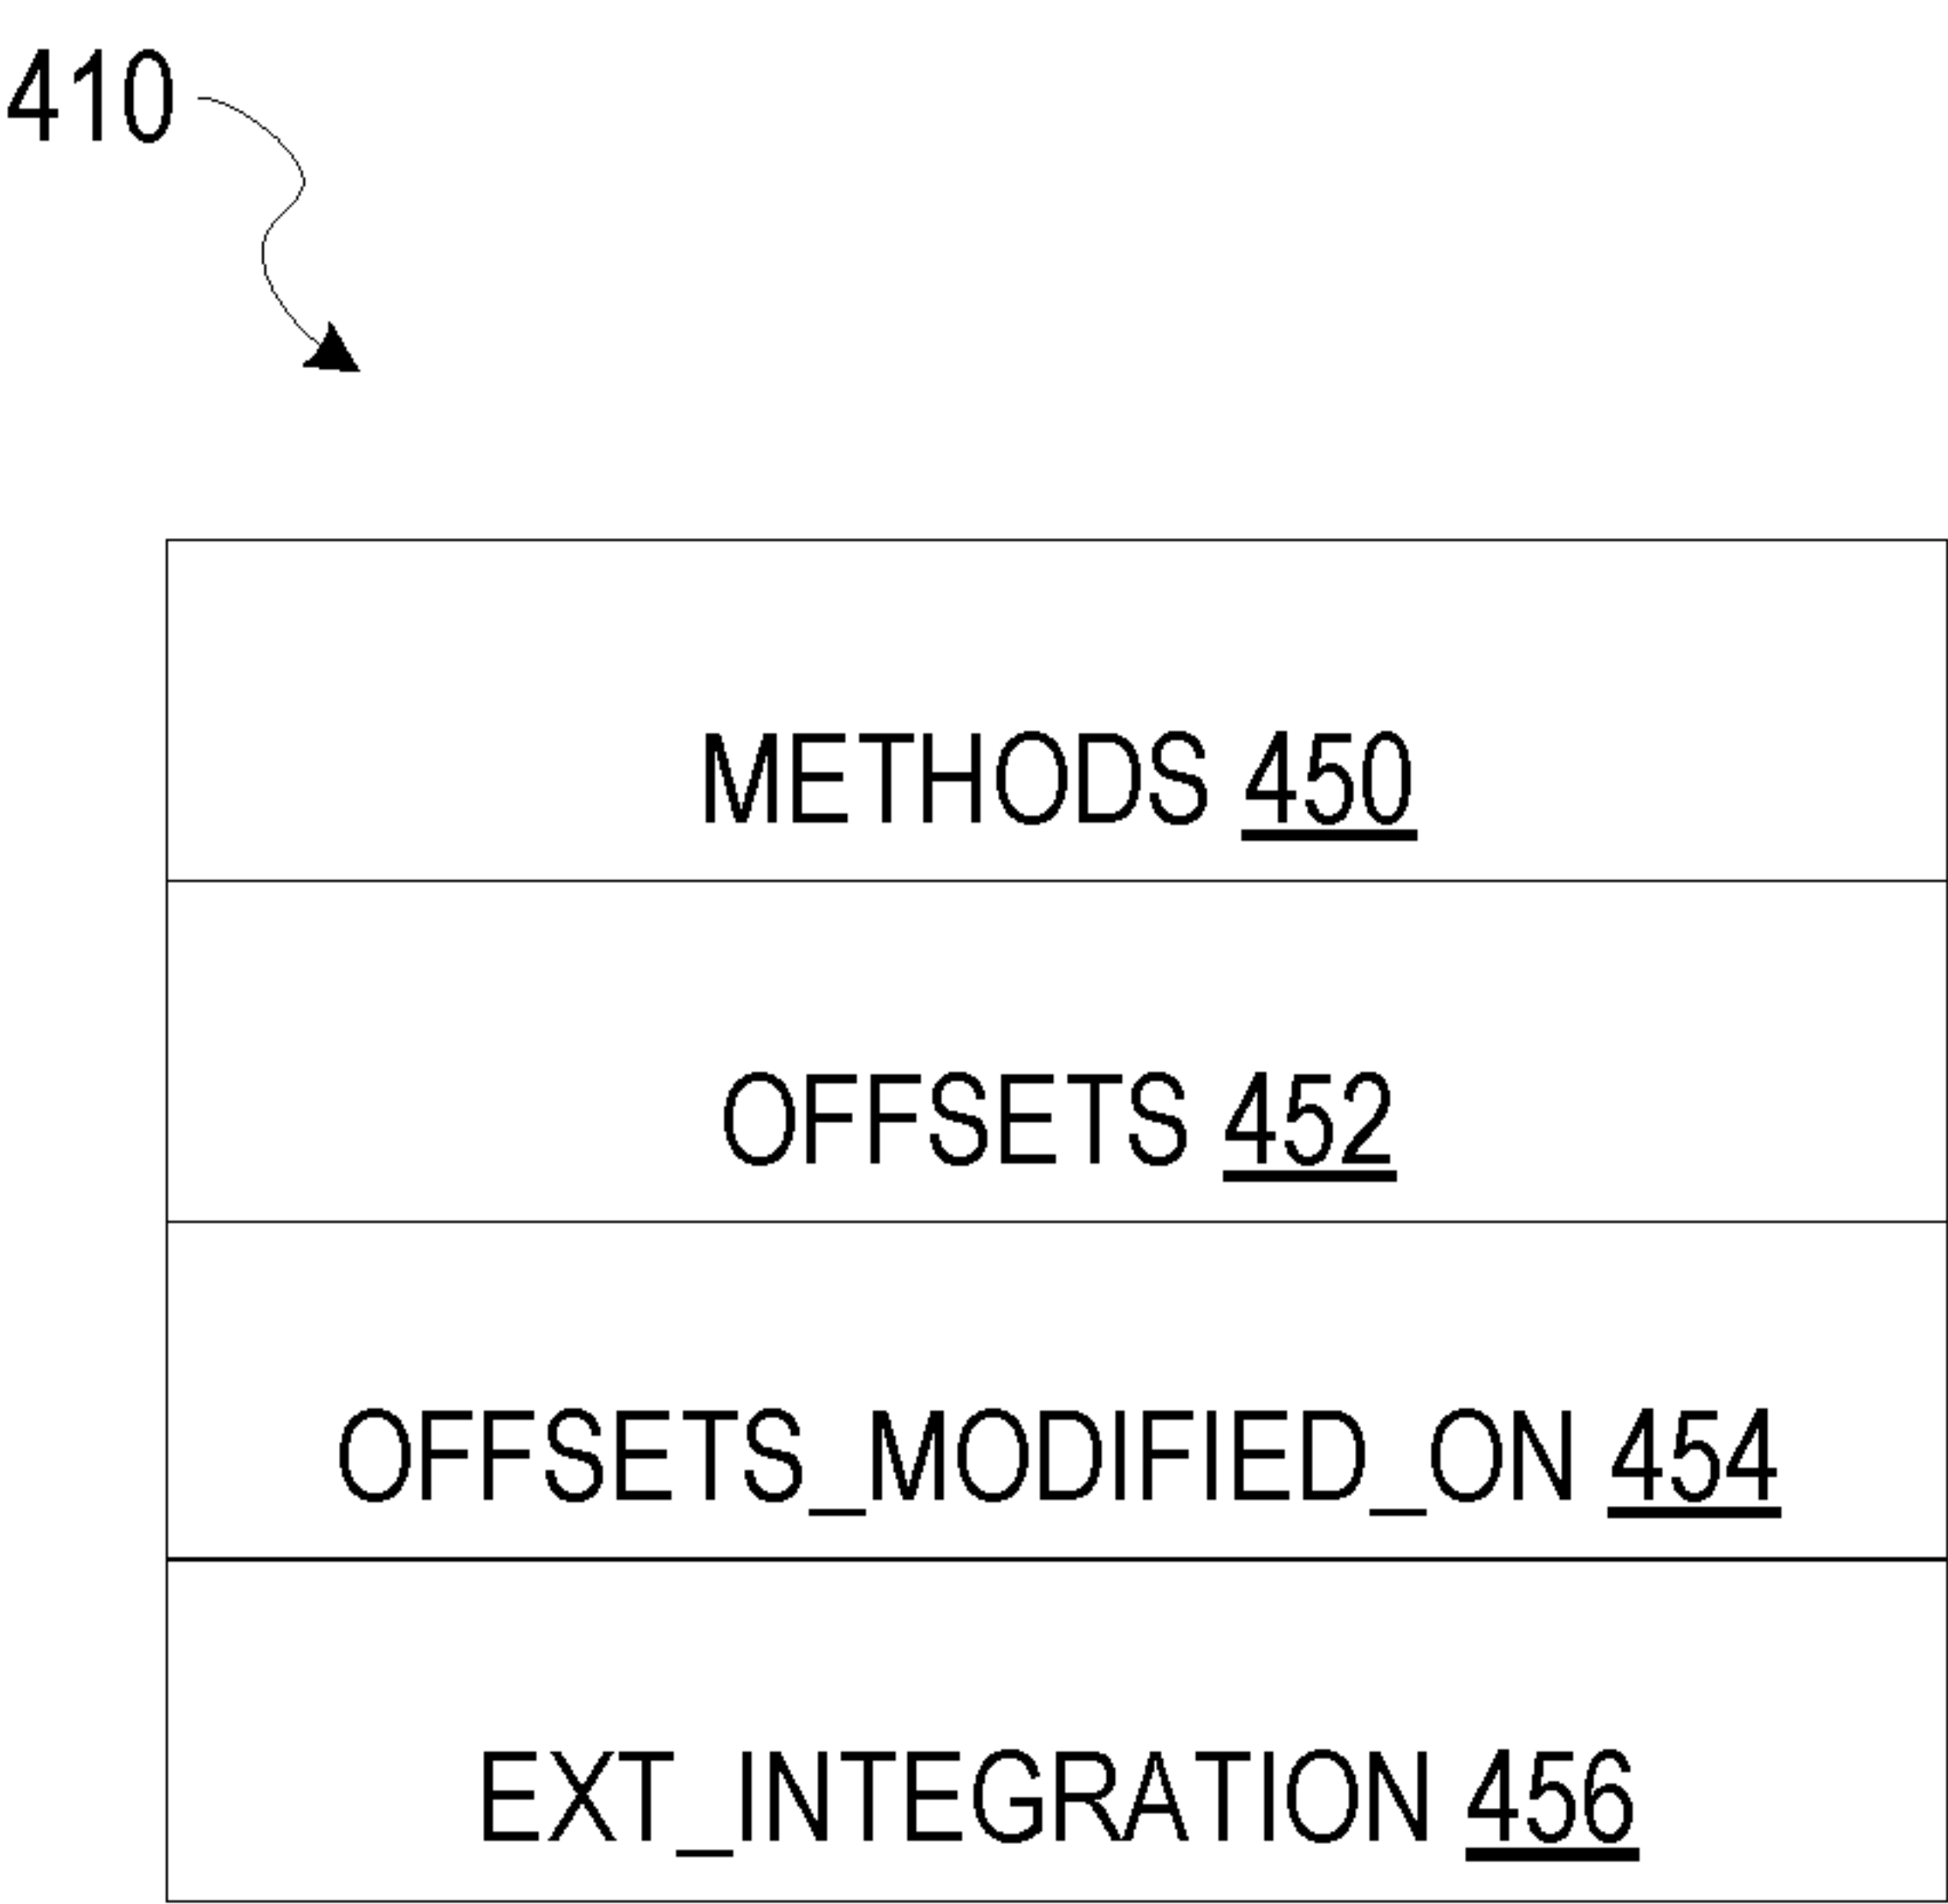 410
METHODS 450
OFFSETS 452
OFFSETS_MODIFIED_ON 454
EXT_INTEGRATION 456